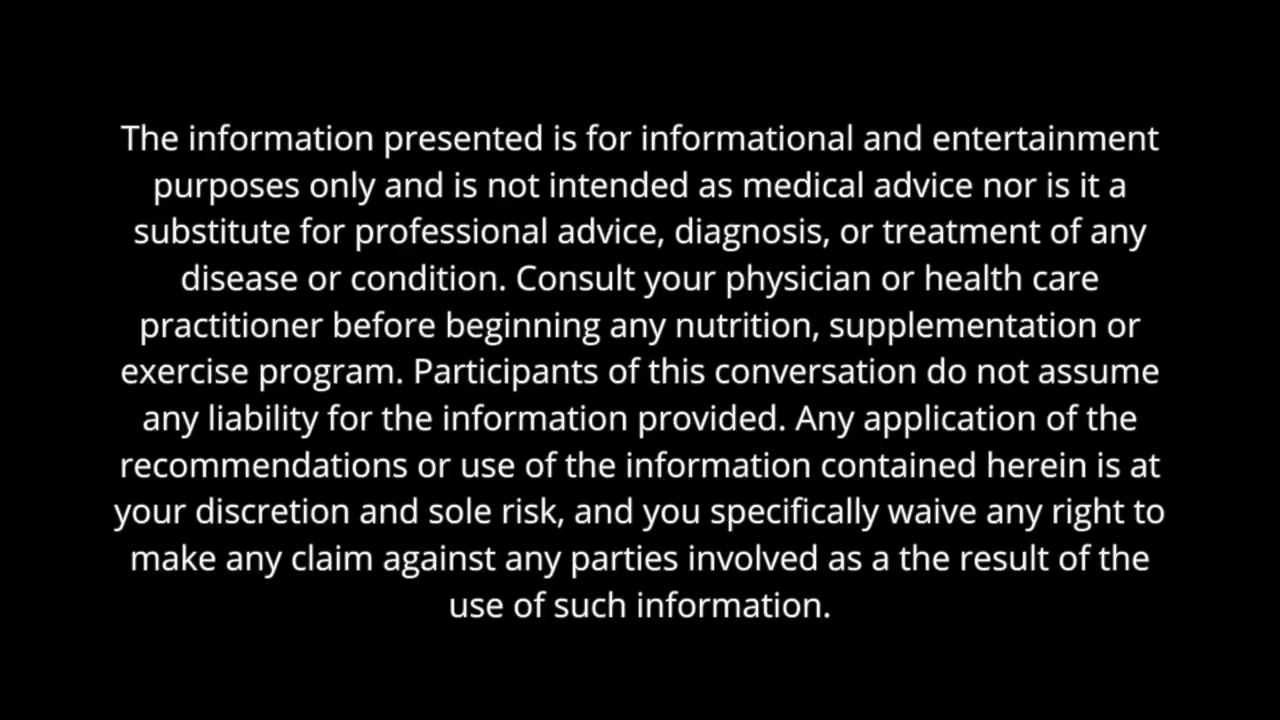 The information presented is for informational and entertainment
purposes only and is not intended as medical advice nor is it a
substitute for professional advice, diagnosis, or treatment of any
disease or condition. Consult your physician or health care
practitioner before beginning any nutrition, supplementation or
exercise program. Participants of this conversation do not assume
any liability for the information provided. Any application of the
recommendations or use of the information contained herein is at
your discretion and sole risk, and you specifically waive any right to
make any claim against any parties involved as a the result of the
use of such information.